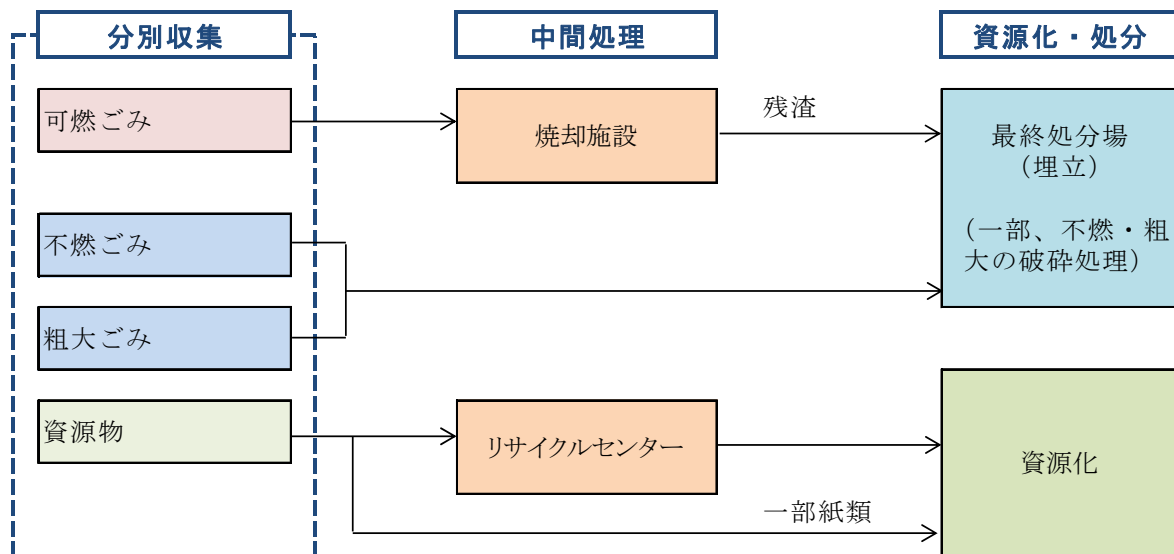 分別収集
中間処理
資源化・処分
可燃ごみ
焼却施設
残渣
最終処分場
(埋立)
(一部、不燃・粗
大の破砕処理)
不燃ごみ
粗大ごみ
資源物
リサイクルセンター
一部紙類
資源化